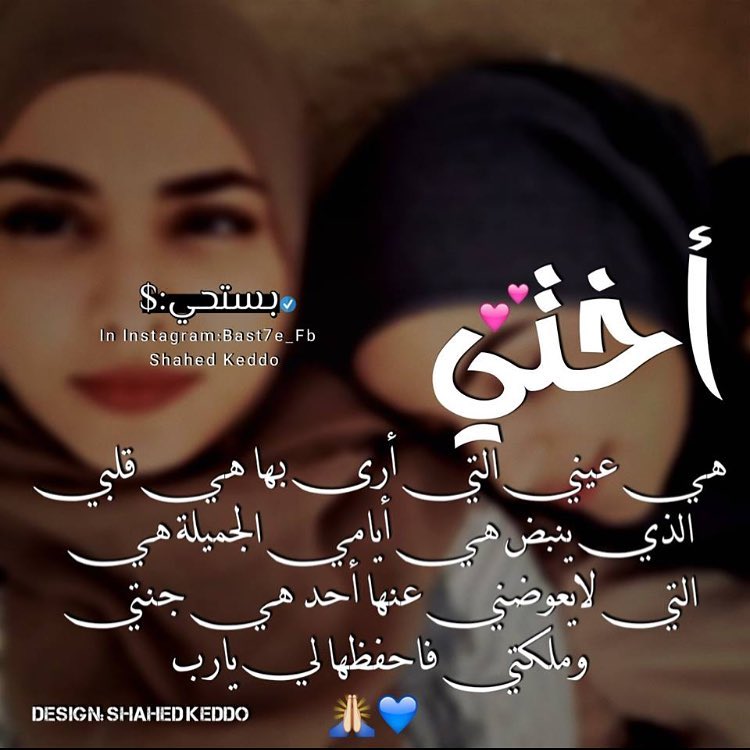 أختي 💕
بستحي:$
In Instagram:Bast7e_Fb
Shahed Keddo
هي عيني التي أرى بها هي قلبي
الذي ينبض هي أيامي الجميلة هي
التي لايعوضني عنها أحد هي جنتي
وملكتي فاحفظها لي يارب
🙏💙
DESIGN: SHAHED KEDDO